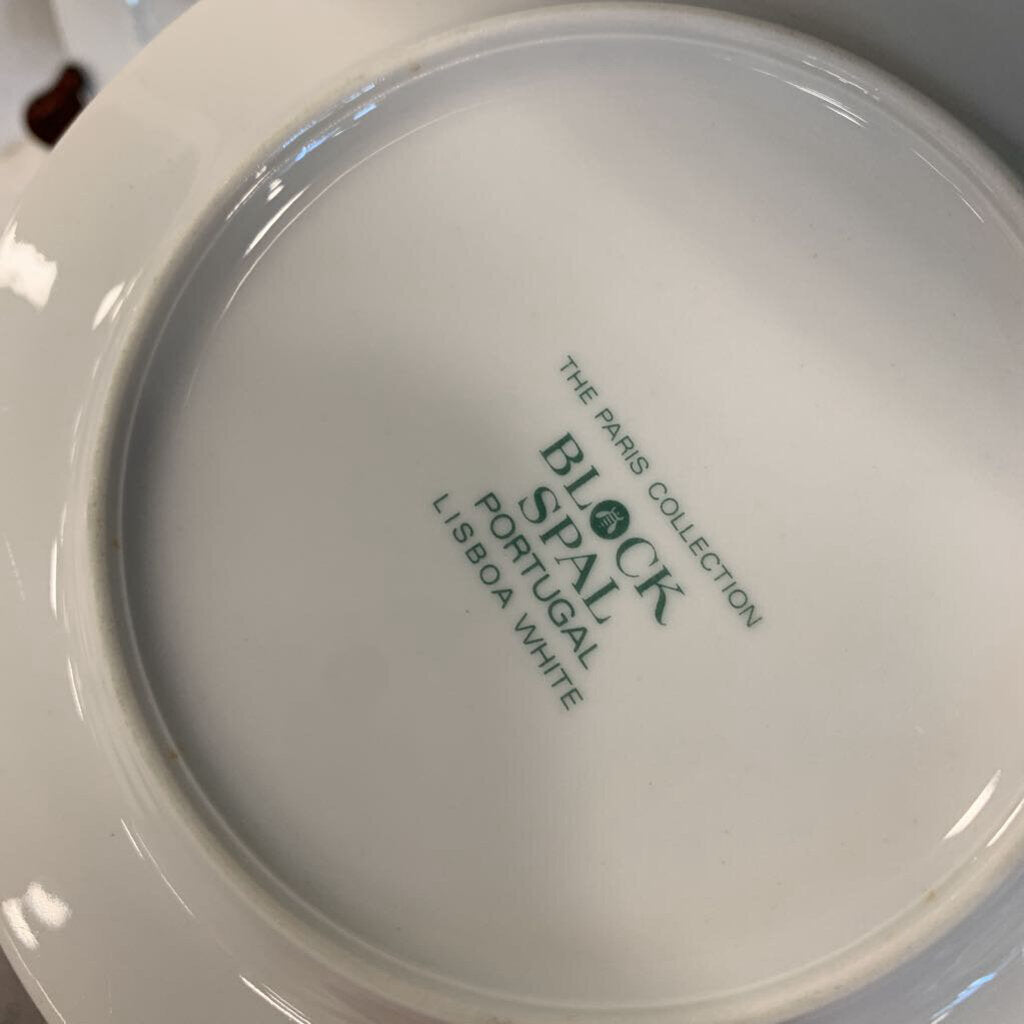 THE PARIS COLLECTION
BLOCK
SPAL
PORTUGAL
LISBOA WHITE